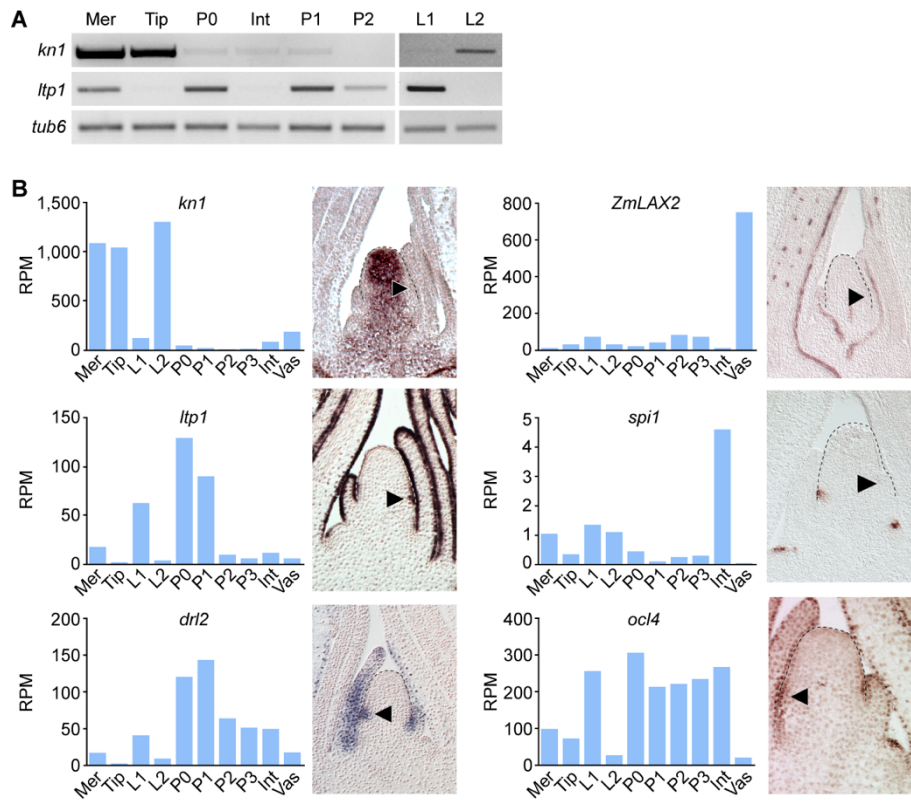 A
Mer Tip P0 Int P1 P2 L1 L2
kn1
ltp1
tub6
B
kn1
RPM
1,500
1,000
500
0
Mer Tip L1 L2 P0 P1 P2 P3 Int Vas
ZmLAX2
RPM
800
600
400
200
0
Mer Tip L1 L2 P0 P1 P2 P3 Int Vas
ltp1
RPM
150
100
50
0
Mer Tip L1 L2 P0 P1 P2 P3 Int Vas
spi1
RPM
5
4
3
2
1
0
Mer Tip L1 L2 P0 P1 P2 P3 Int Vas
drl2
RPM
200
150
100
50
0
Mer Tip L1 L2 P0 P1 P2 P3 Int Vas
ocl4
RPM
400
300
200
100
0
Mer Tip L1 L2 P0 P1 P2 P3 Int Vas